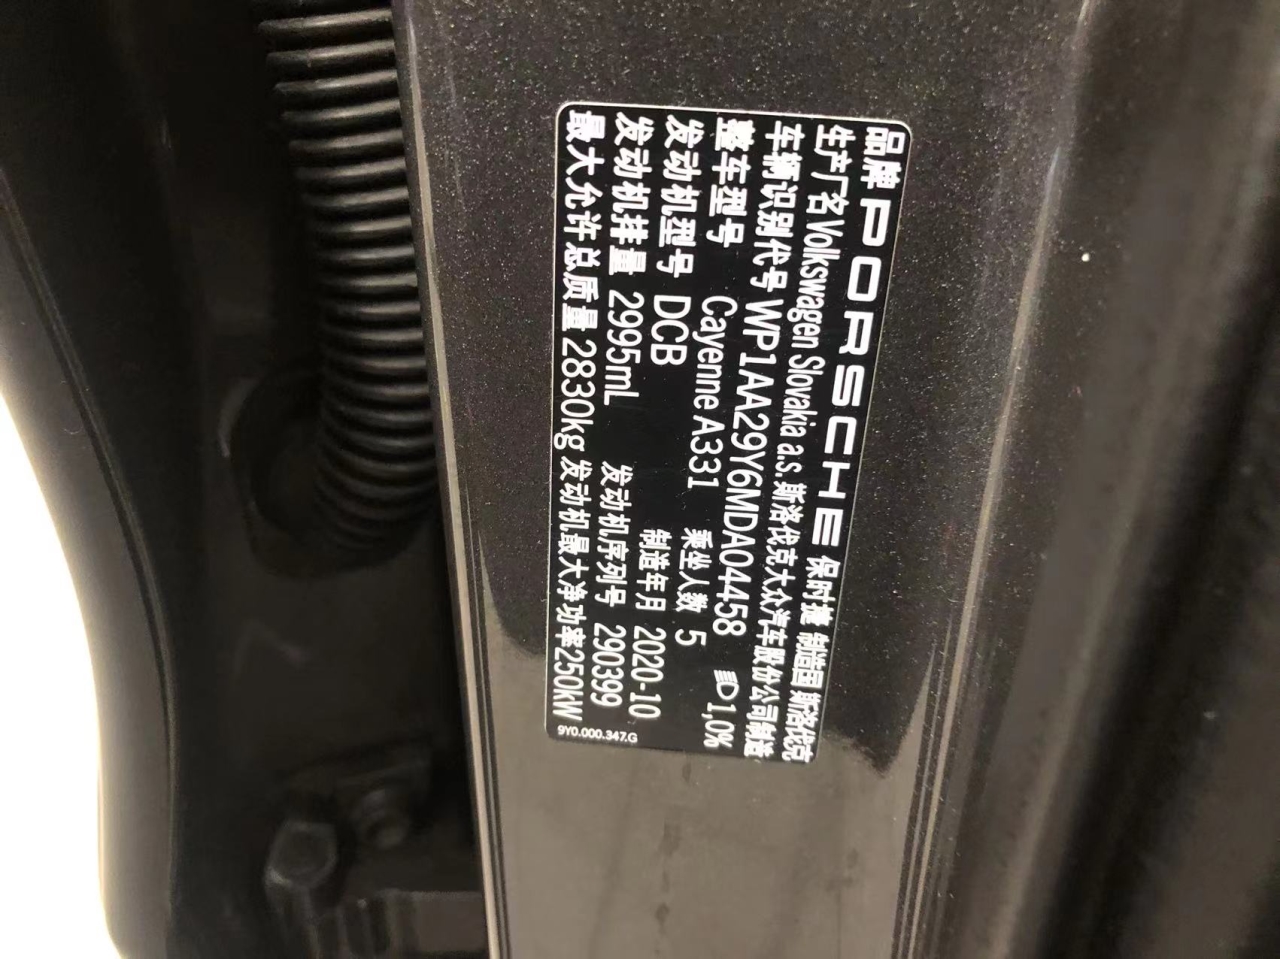 品牌 PORSCHE 保时捷 制造国 斯洛伐克
生产厂名 Volkswagen Slovakia a.s. 斯洛伐克大众汽车股份公司制造
车辆识别代号 WP1AA29Y6MDA04458
整车型号 Cayenne A331 1,0%
发动机型号 DCB 乘坐人数 5
发动机排量 2995mL 制造年月 2020-10
最大允许总质量 2830kg 发动机序列号 290399
发动机最大净功率250kW
9Y0.000.347.G